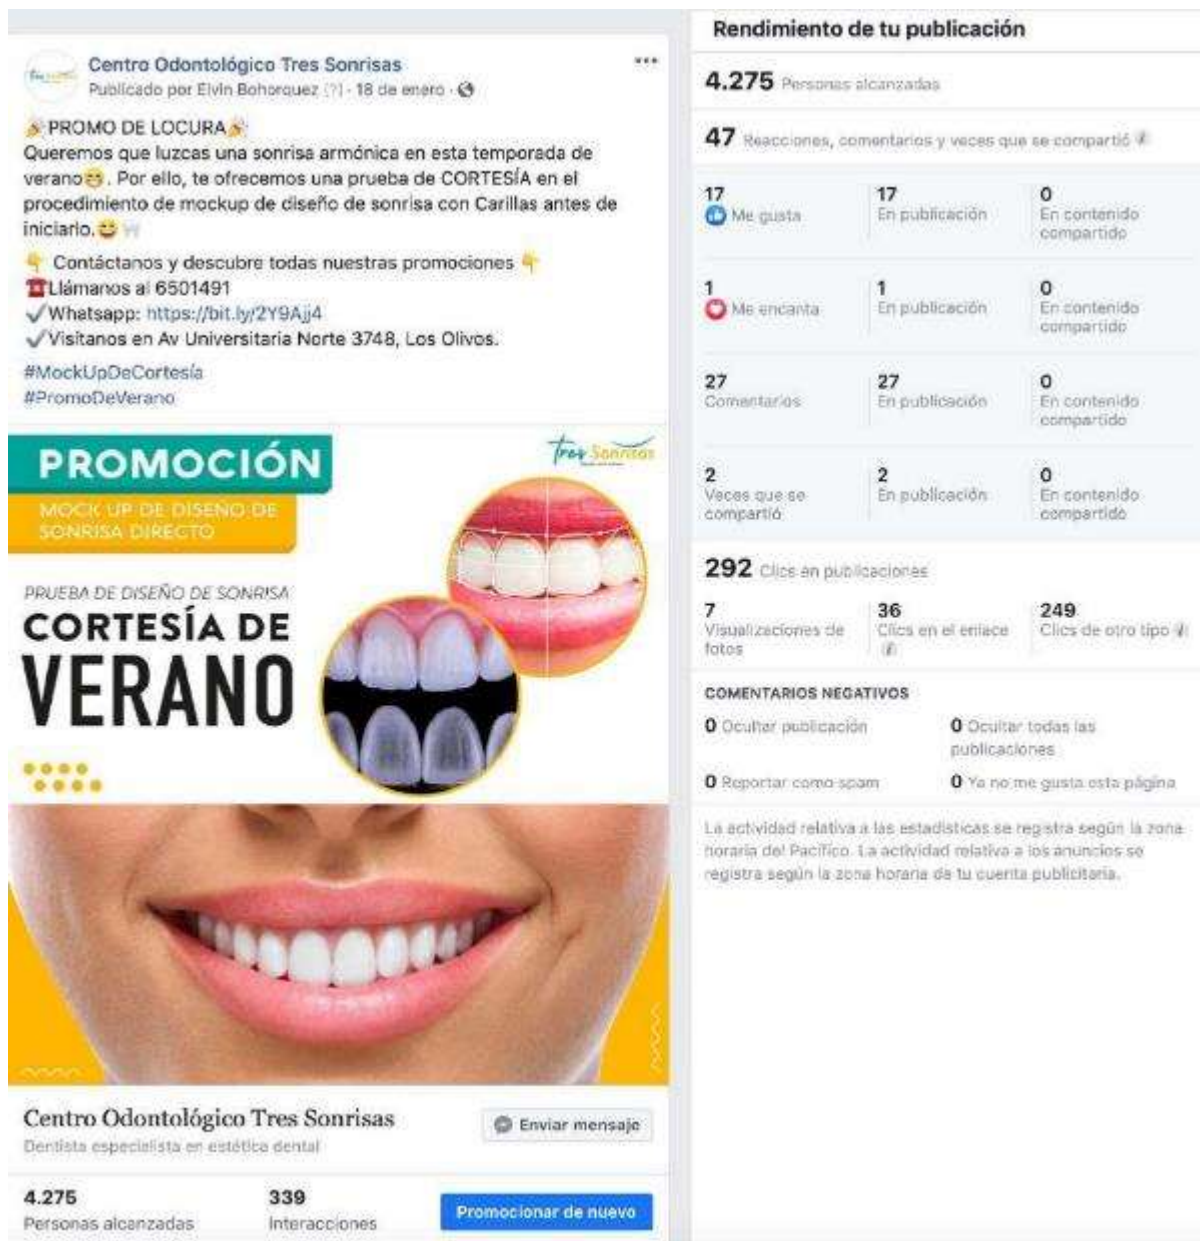 Centro Odontológico Tres Sonrisas
Publicado por Elvin Bohorquez [?] · 18 de enero ·
🎉PROMO DE LOCURA🎉
Queremos que luzcas una sonrisa armónica en esta temporada de
verano😁. Por ello, te ofrecemos una prueba de CORTESÍA en el
procedimiento de mockup de diseño de sonrisa con Carillas antes de
iniciarlo.😄🦷
👇 Contáctanos y descubre todas nuestras promociones 👇
☎️Llámanos al 6501491
✔️Whatsapp: https://bit.ly/2Y9Ajj4
✔️Visítanos en Av Universitaria Norte 3748, Los Olivos.
#MockUpDeCortesía
#PromoDeVerano
PROMOCIÓN
MOCK UP DE DISEÑO DE
SONRISA DIRECTO
Tres Sonrisas
PRUEBA DE DISEÑO DE SONRISA
CORTESÍA DE
VERANO
Centro Odontológico Tres Sonrisas
Dentista especialista en estética dental
Enviar mensaje
4.275
Personas alcanzadas
339
Interacciones
Promocionar de nuevo
Rendimiento de tu publicación
4.275 Personas alcanzadas
47 Reacciones, comentarios y veces que se compartió
17
Me gusta
17
En publicación
0
En contenido
compartido
1
Me encanta
1
En publicación
0
En contenido
compartido
27
Comentarios
27
En publicación
0
En contenido
compartido
2
Veces que se
compartió
2
En publicación
0
En contenido
compartido
292 Clics en publicaciones
7
Visualizaciones de
fotos
36
Clics en el enlace
249
Clics de otro tipo
COMENTARIOS NEGATIVOS
0 Ocultar publicación
0 Ocultar todas las
publicaciones
0 Reportar como spam
0 Ya no me gusta esta página
La actividad relativa a las estadísticas se registra según la zona
horaria del Pacífico. La actividad relativa a los anuncios se
registra según la zona horaria de tu cuenta publicitaria.